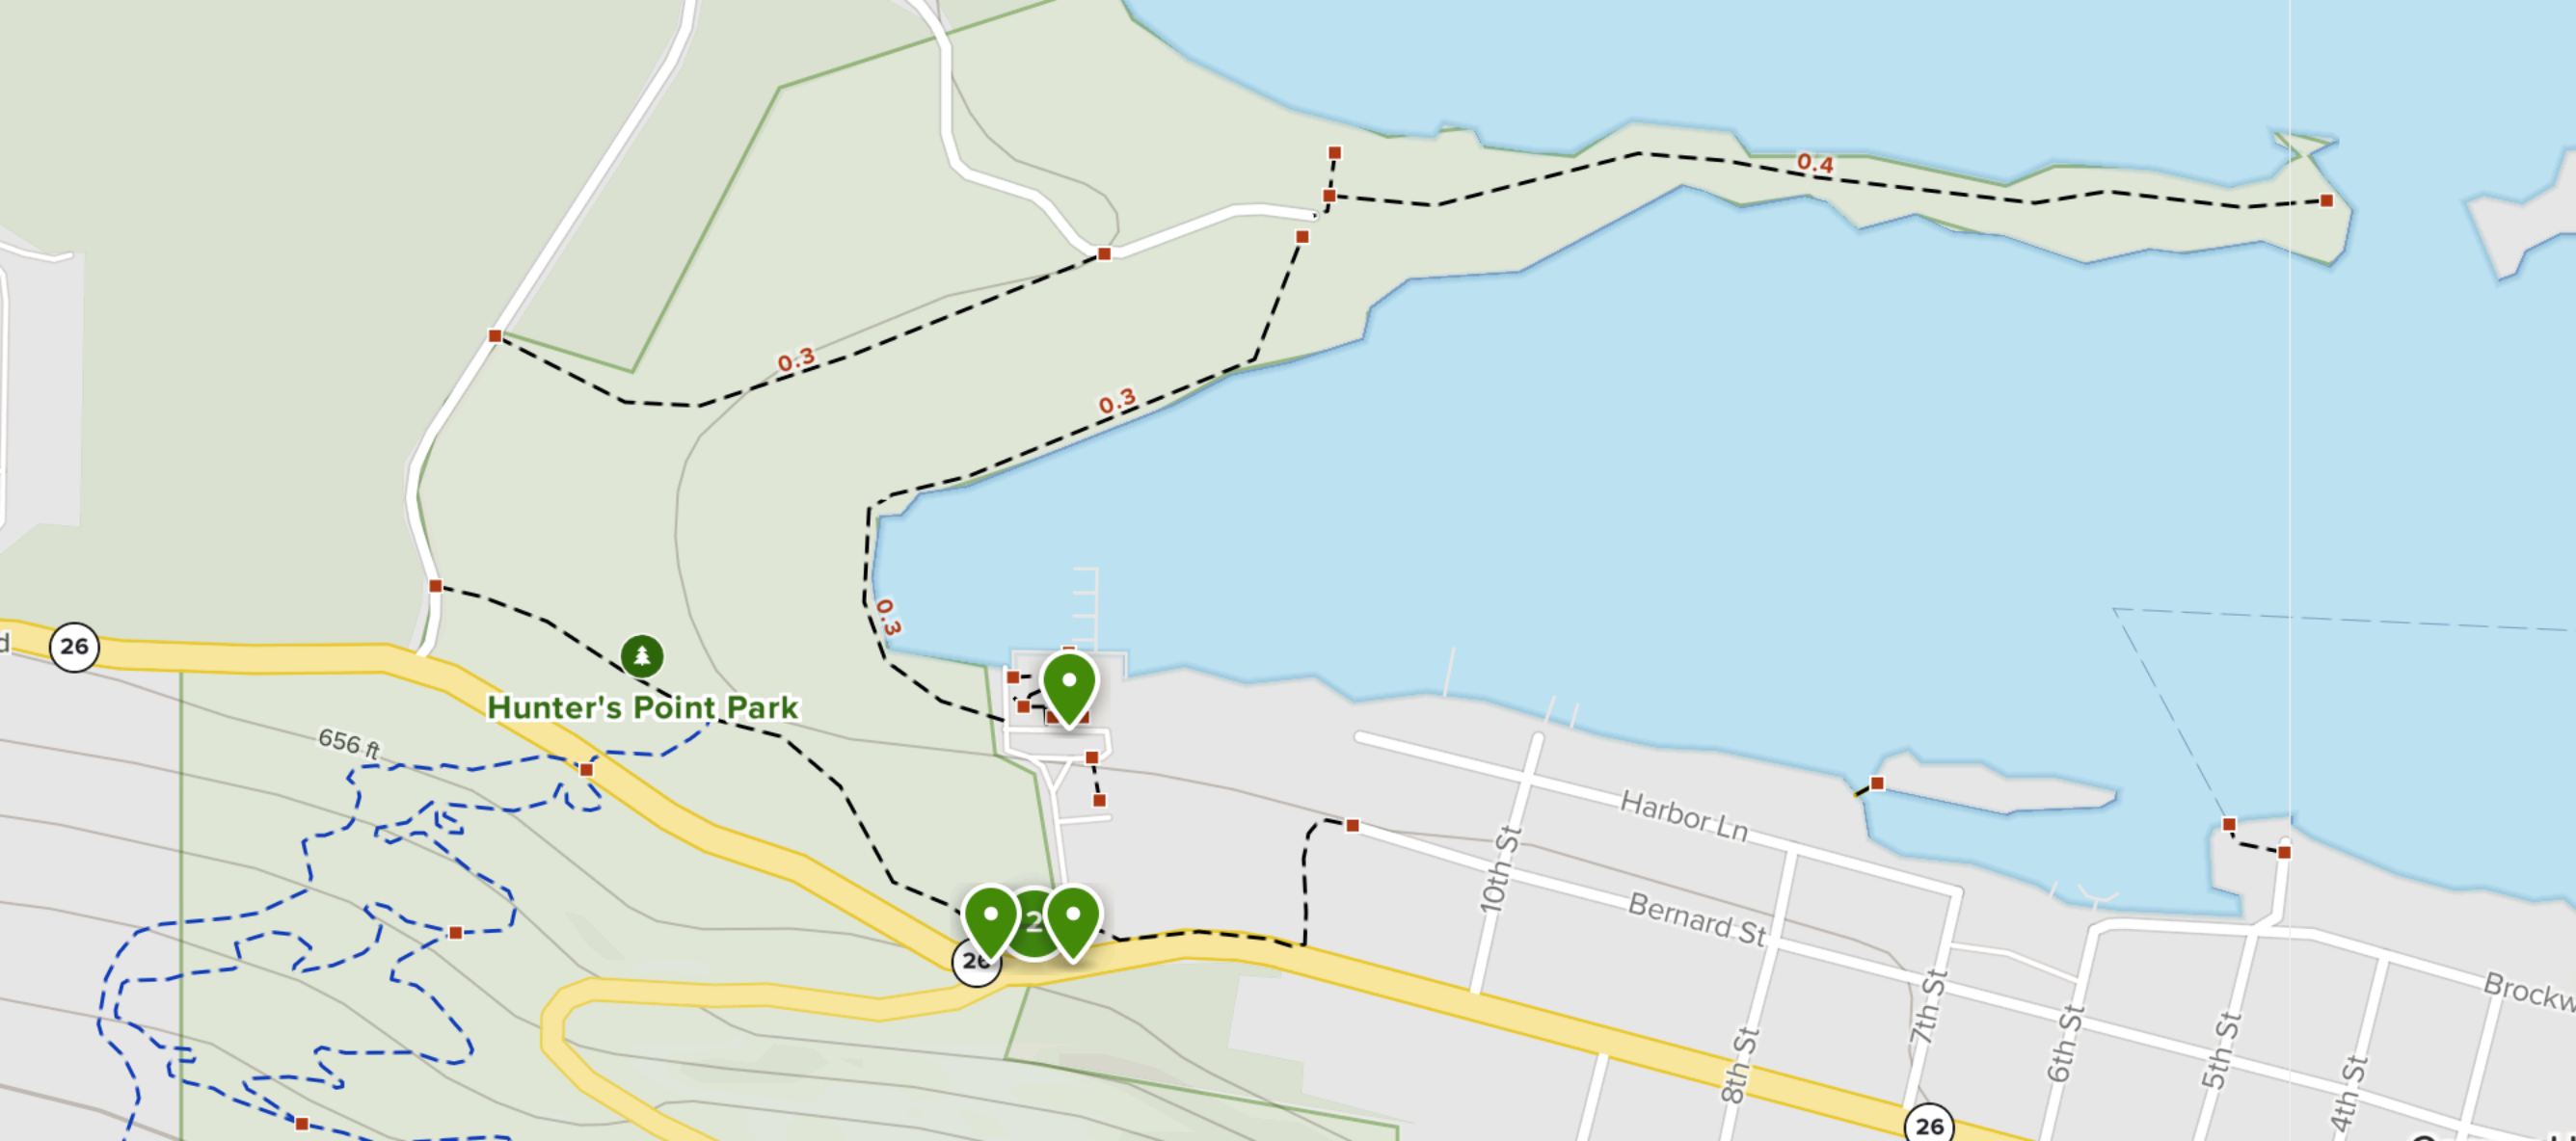 0.4
0.3
0.3
0.3
26
Hunter's Point Park
656 ft
Harbor Ln
10th St
Bernard St
2
26
7th St
6th St
5th St
8th St
4th St
26